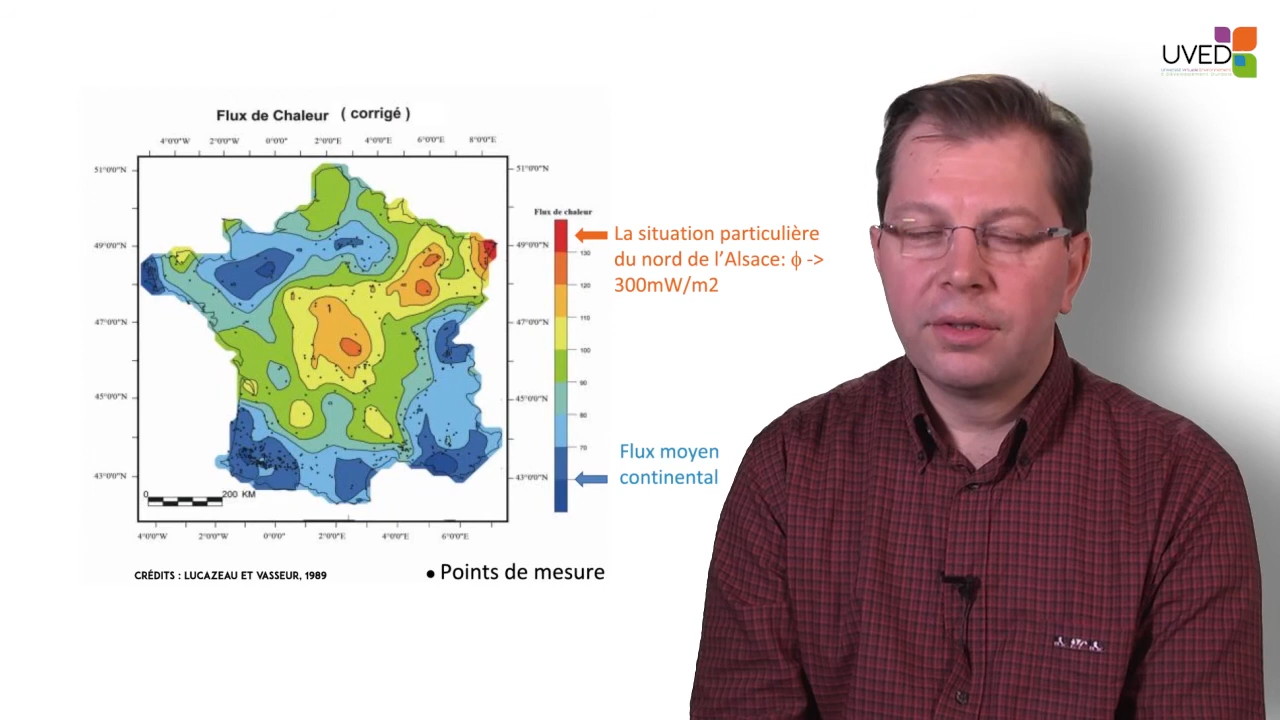 UVED
Flux de Chaleur ( corrigé )
4°0'0"W 2°0'0"W 0°0'0" 2°0'0"E 4°0'0"E 6°0'0"E 8°0'0"E
51°0'0"N 51°0'0"N
Flux de chaleur
49°0'0"N 49°0'0"N
130
120
110
47°0'0"N 47°0'0"N
100
90
45°0'0"N 45°0'0"N
80
70
43°0'0"N 43°0'0"N
0 200 KM
4°0'0"W 2°0'0"W 0°0'0" 2°0'0"E 4°0'0"E 6°0'0"E
La situation particulière
du nord de l'Alsace: ϕ ->
300mW/m2
Flux moyen
continental
CRÉDITS : LUCAZEAU ET VASSEUR, 1989
• Points de mesure